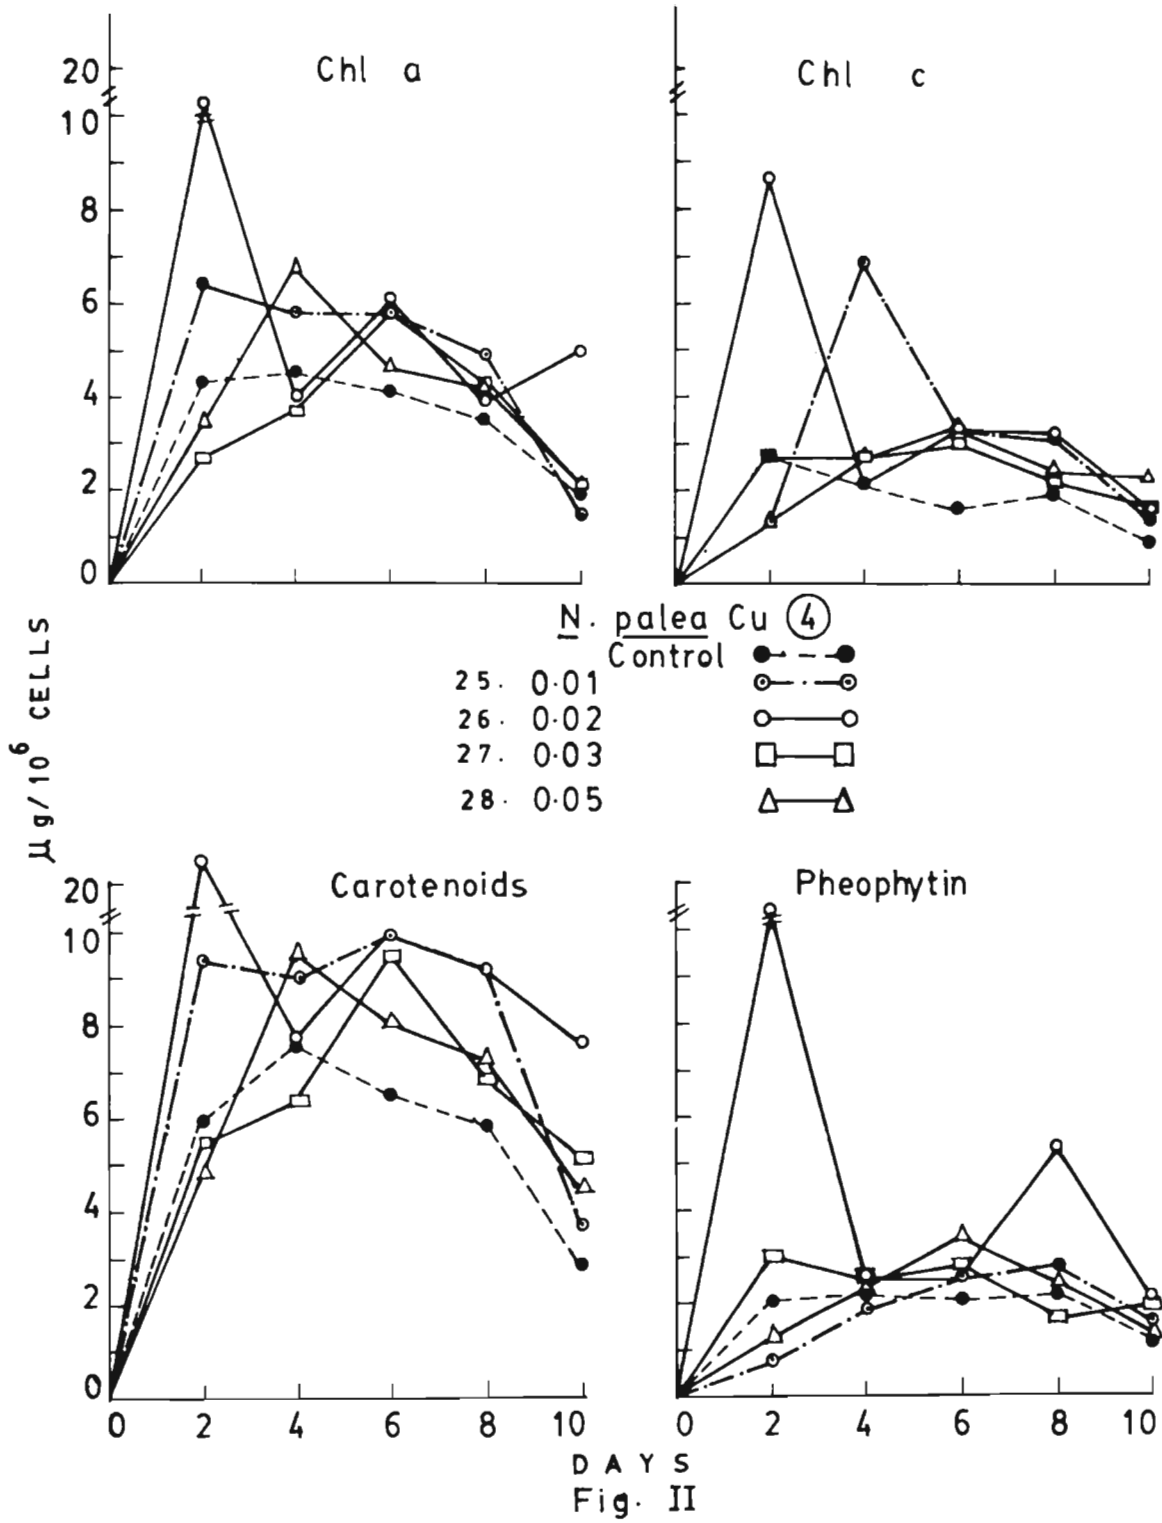 Chl a
Chl c
20
10
8
6
4
2
0
N. palea Cu 4
Control
25. 0·01
26. 0·02
27. 0·03
28. 0·05
μg/10⁶ CELLS
Carotenoids
Pheophytin
20
10
8
6
4
2
0
0 2 4 6 8 10
0 2 4 6 8 10
DAYS
Fig. II